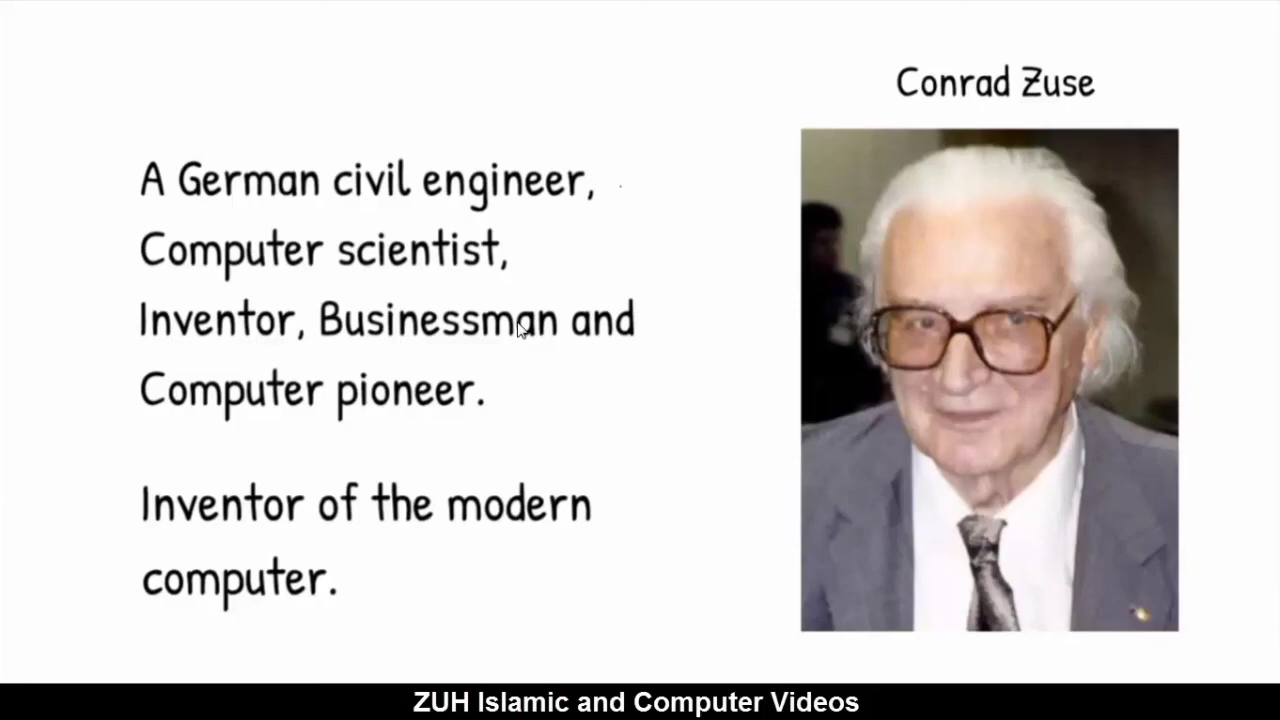 Conrad Zuse
A German civil engineer,
Computer scientist,
Inventor, Businessman and
Computer pioneer.
Inventor of the modern
computer.
ZUH Islamic and Computer Videos